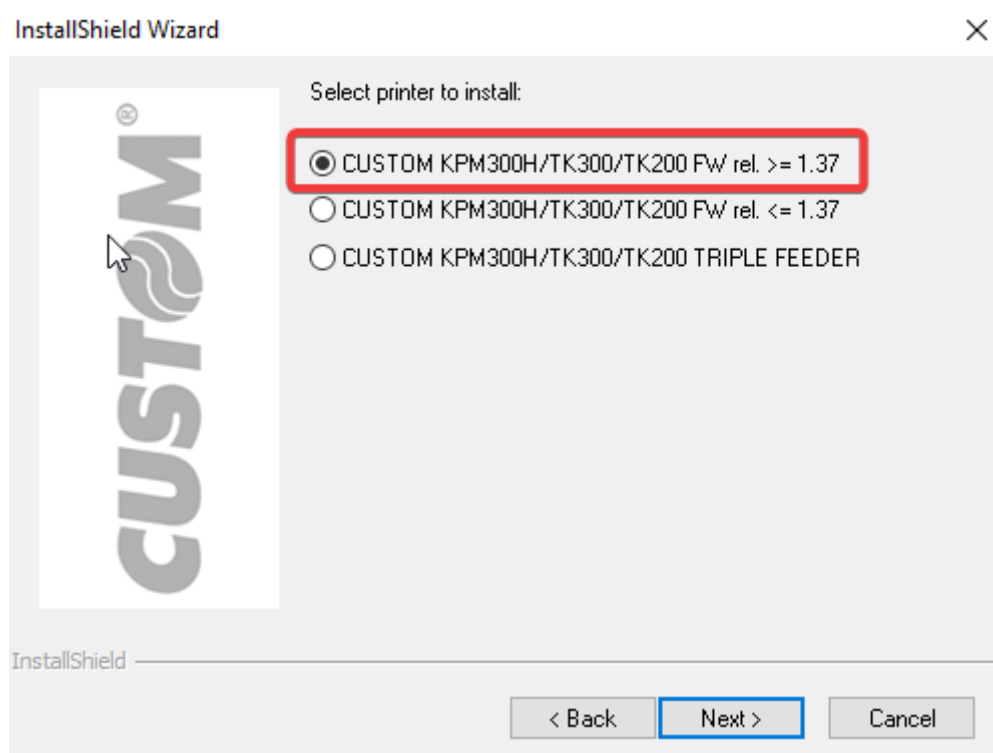 InstallShield Wizard
Select printer to install:
CUSTOM KPM300H/TK300/TK200 FW rel. >= 1.37
CUSTOM KPM300H/TK300/TK200 FW rel. <= 1.37
CUSTOM KPM300H/TK300/TK200 TRIPLE FEEDER
CUSTOM®
InstallShield
< Back
Next >
Cancel